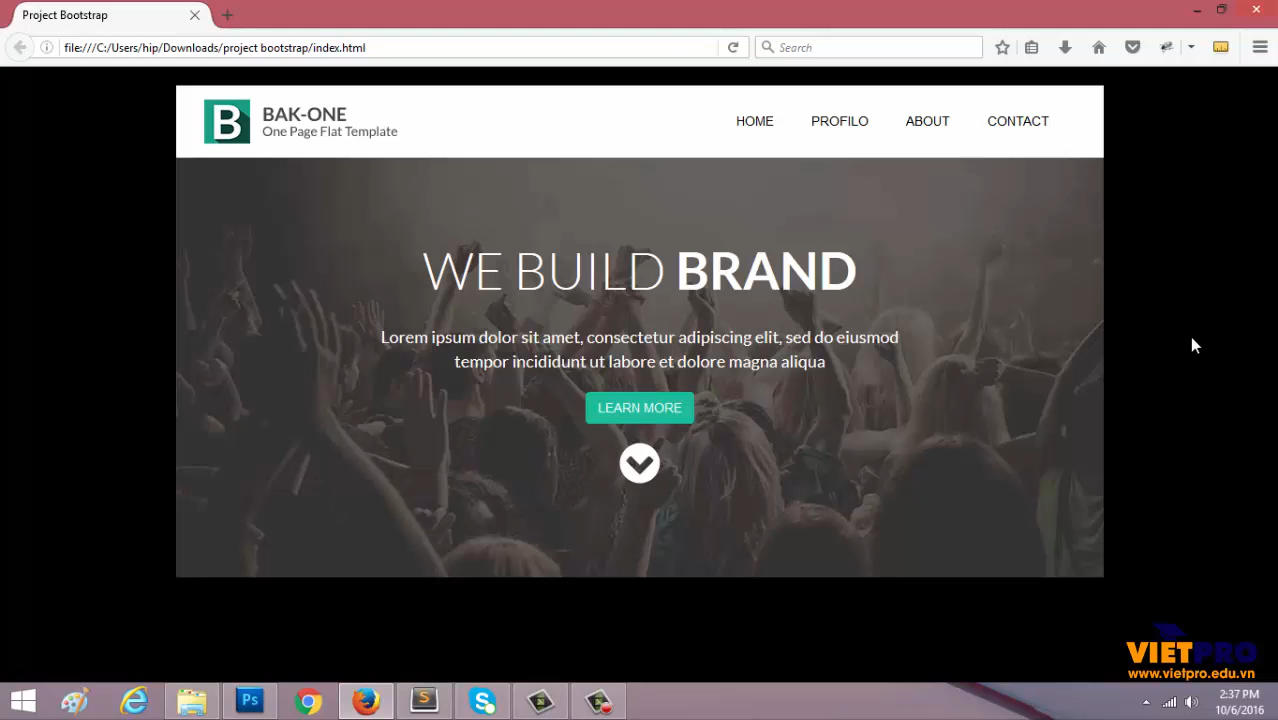 Project Bootstrap
file:///C:/Users/hip/Downloads/project bootstrap/index.html
Search
B
BAK-ONE
One Page Flat Template
HOME PROFILO ABOUT CONTACT
WE BUILD BRAND
Lorem ipsum dolor sit amet, consectetur adipiscing elit, sed do eiusmod
tempor incididunt ut labore et dolore magna aliqua
LEARN MORE
VIETPRO
www.vietpro.edu.vn
Ps
S
2:37 PM
10/6/2016